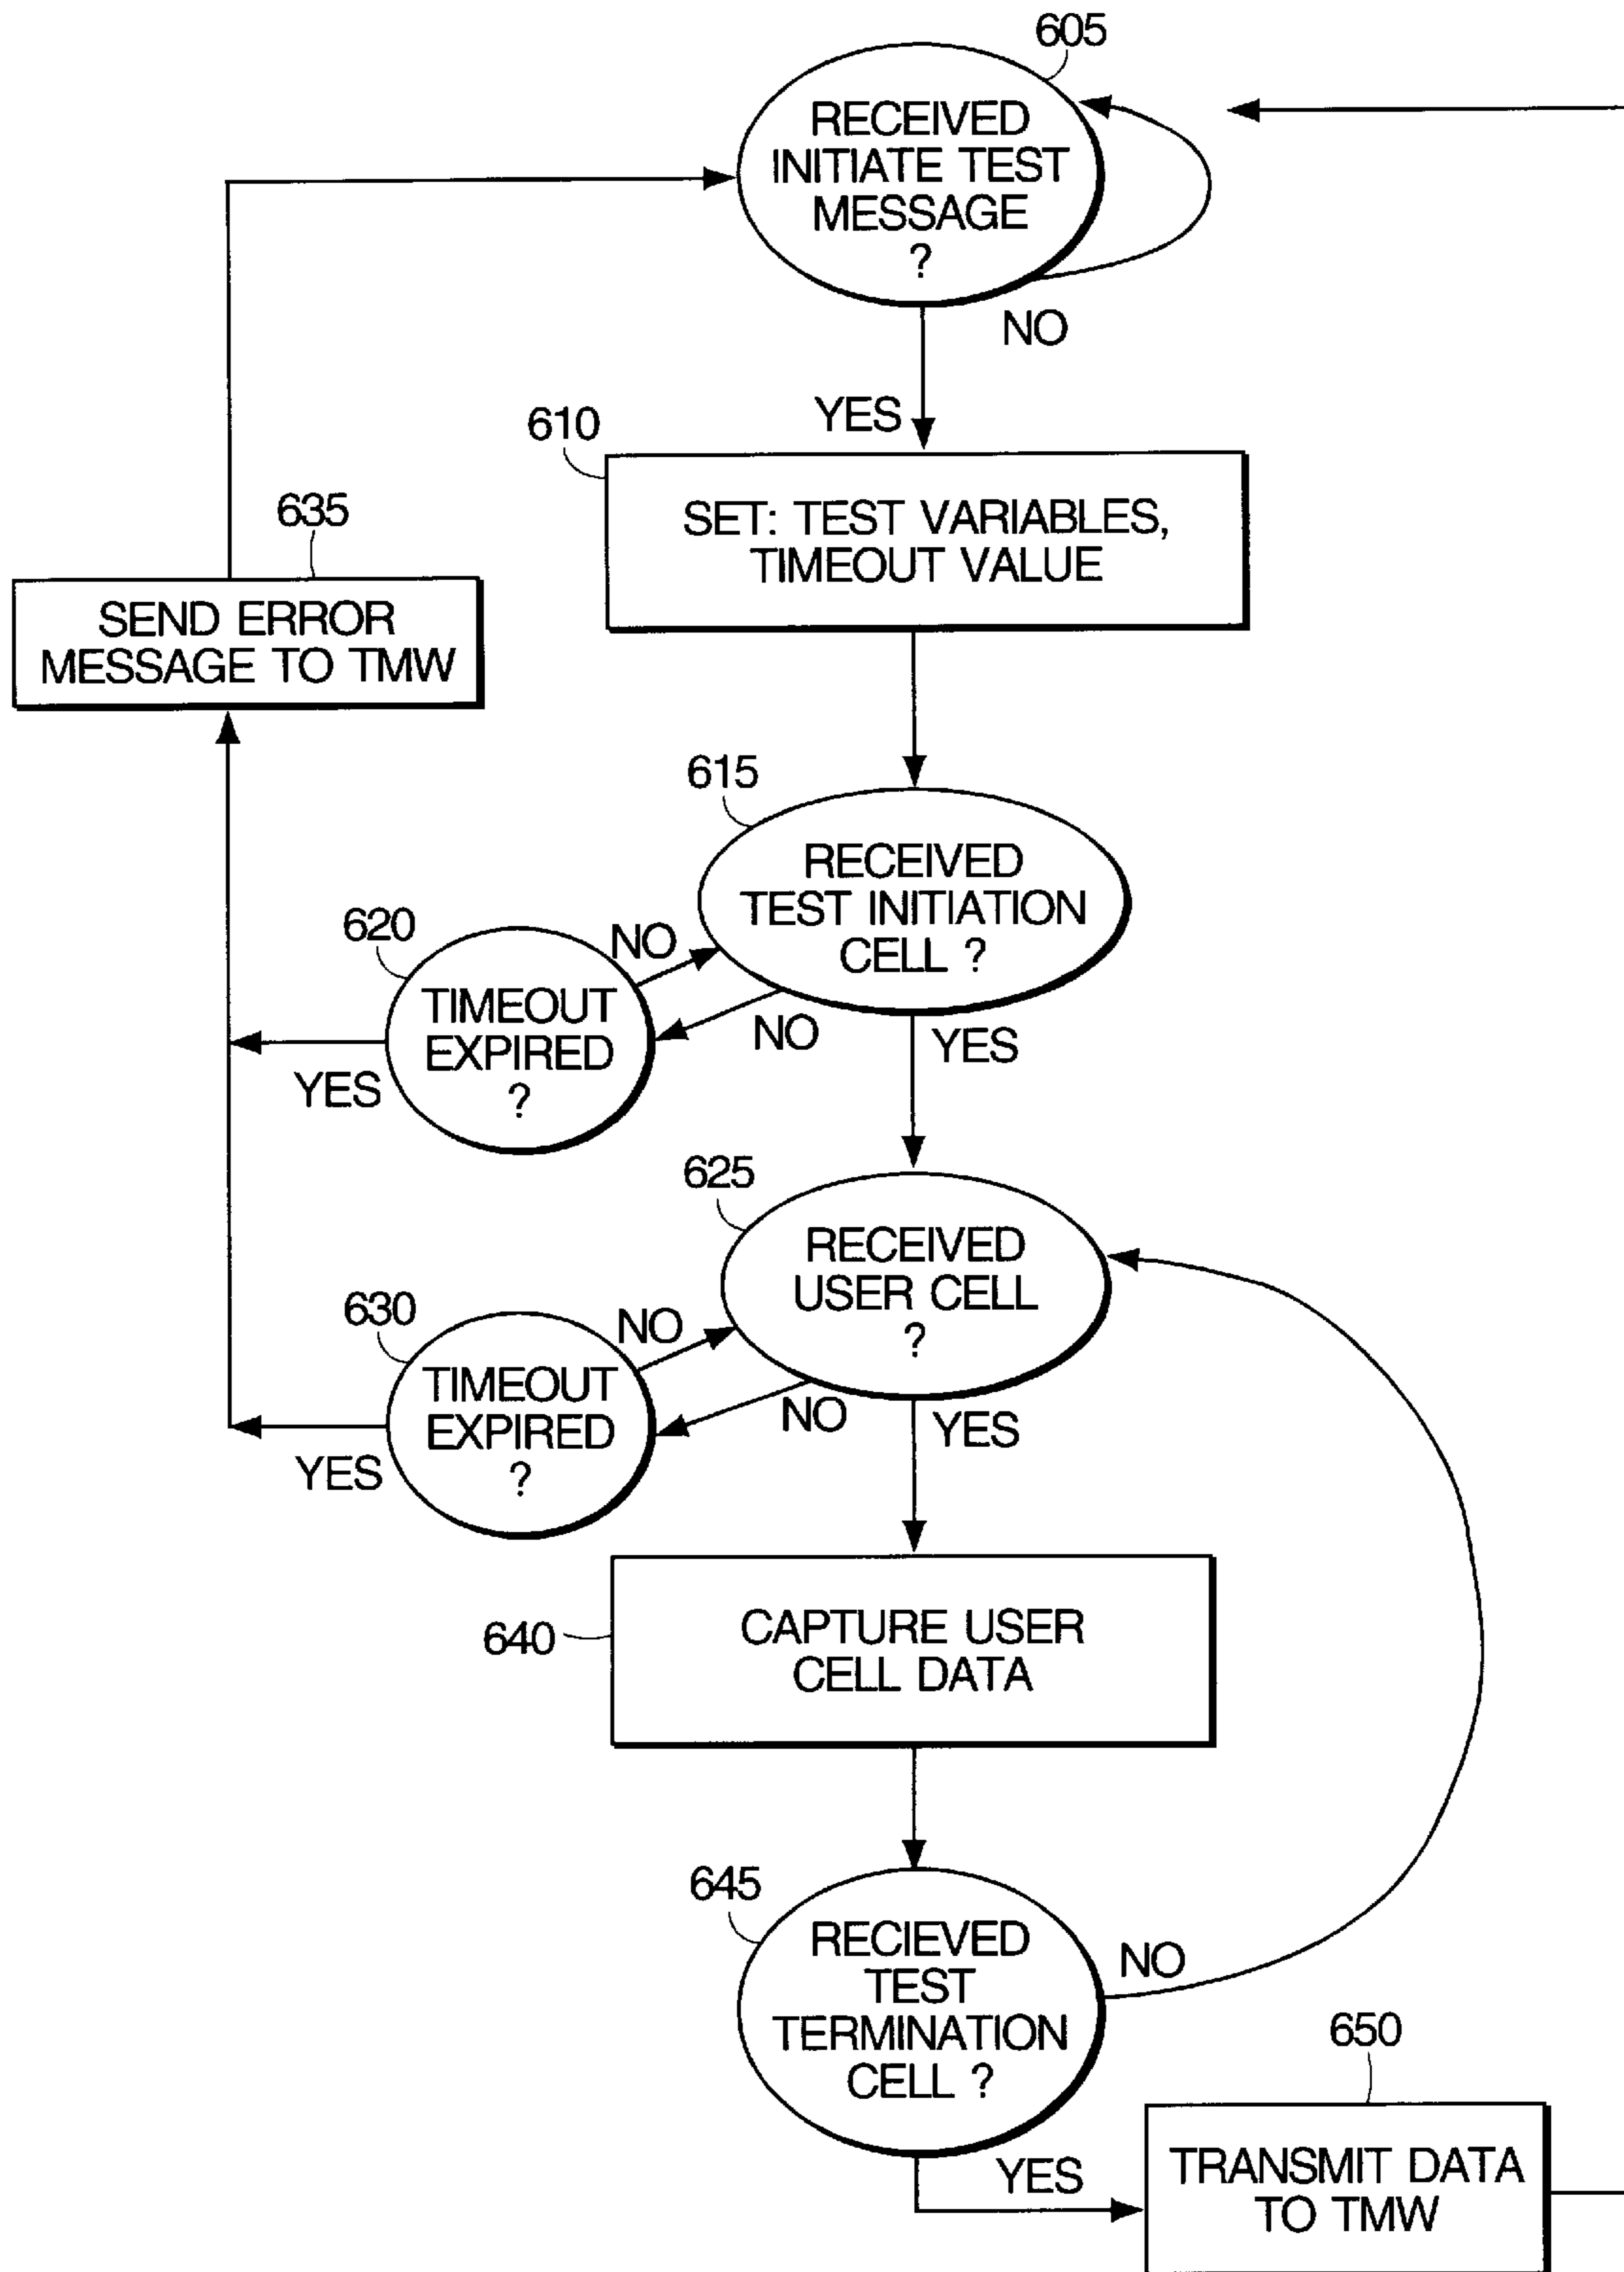 605
RECEIVED
INITIATE TEST
MESSAGE
?
NO
YES
610
SET: TEST VARIABLES,
TIMEOUT VALUE
635
SEND ERROR
MESSAGE TO TMW
615
RECEIVED
TEST INITIATION
CELL ?
620
NO
TIMEOUT
EXPIRED
?
NO
YES
YES
625
RECEIVED
USER CELL
?
630
NO
TIMEOUT
EXPIRED
?
NO
YES
YES
640
CAPTURE USER
CELL DATA
645
RECIEVED
TEST
TERMINATION
CELL ?
NO
YES
650
TRANSMIT DATA
TO TMW